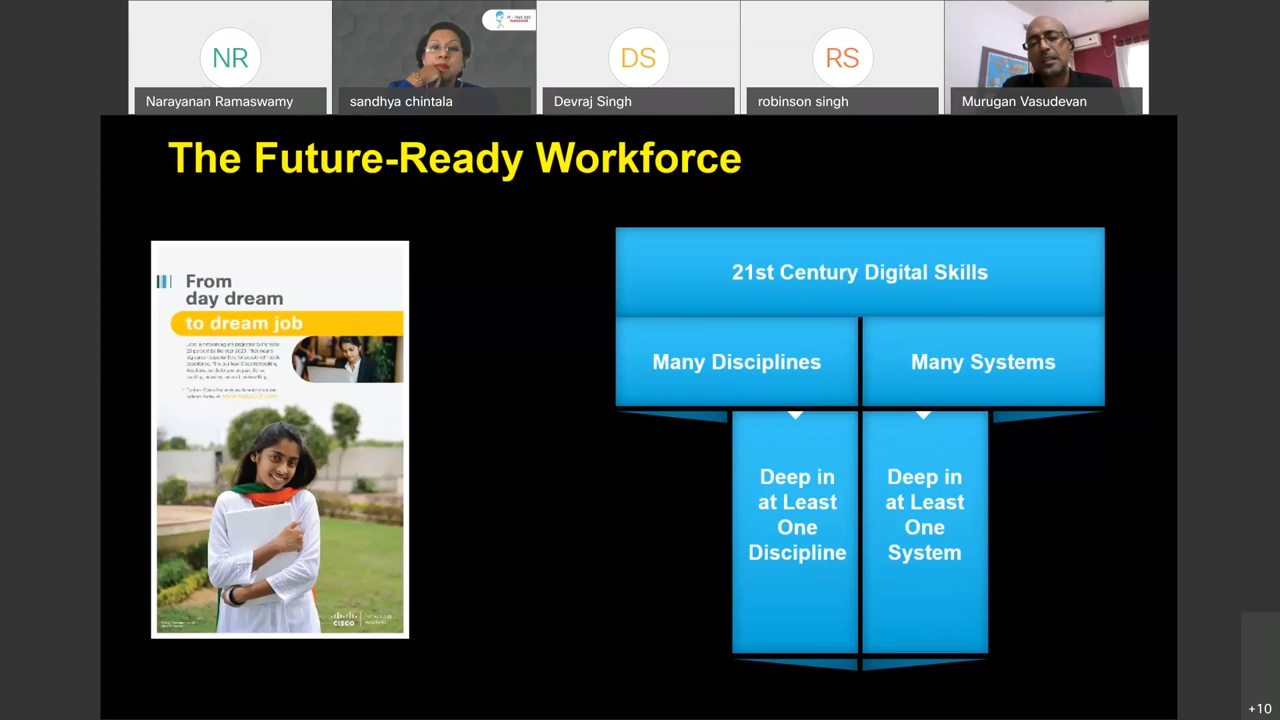 NR
Narayanan Ramaswamy
sandhya chintala
DS
Devraj Singh
RS
robinson singh
Murugan Vasudevan
The Future-Ready Workforce
From
day dream
to dream job
CISCO
Academy
21st Century Digital Skills
Many Disciplines
Many Systems
Deep in
at Least
One
Discipline
Deep in
at Least
One
System
+10